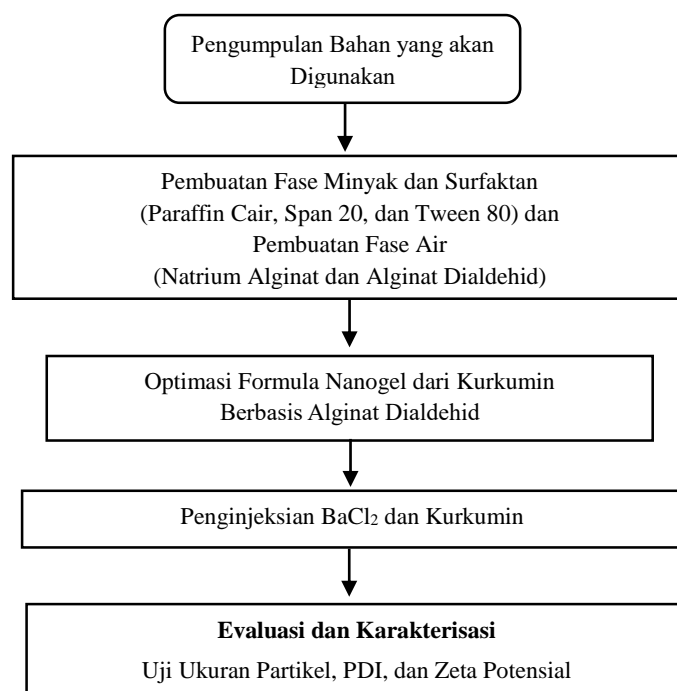 Pengumpulan Bahan yang akan
Digunakan
Pembuatan Fase Minyak dan Surfaktan
(Paraffin Cair, Span 20, dan Tween 80) dan
Pembuatan Fase Air
(Natrium Alginat dan Alginat Dialdehid)
Optimasi Formula Nanogel dari Kurkumin
Berbasis Alginat Dialdehid
Penginjeksian BaCl₂ dan Kurkumin
Evaluasi dan Karakterisasi
Uji Ukuran Partikel, PDI, dan Zeta Potensial